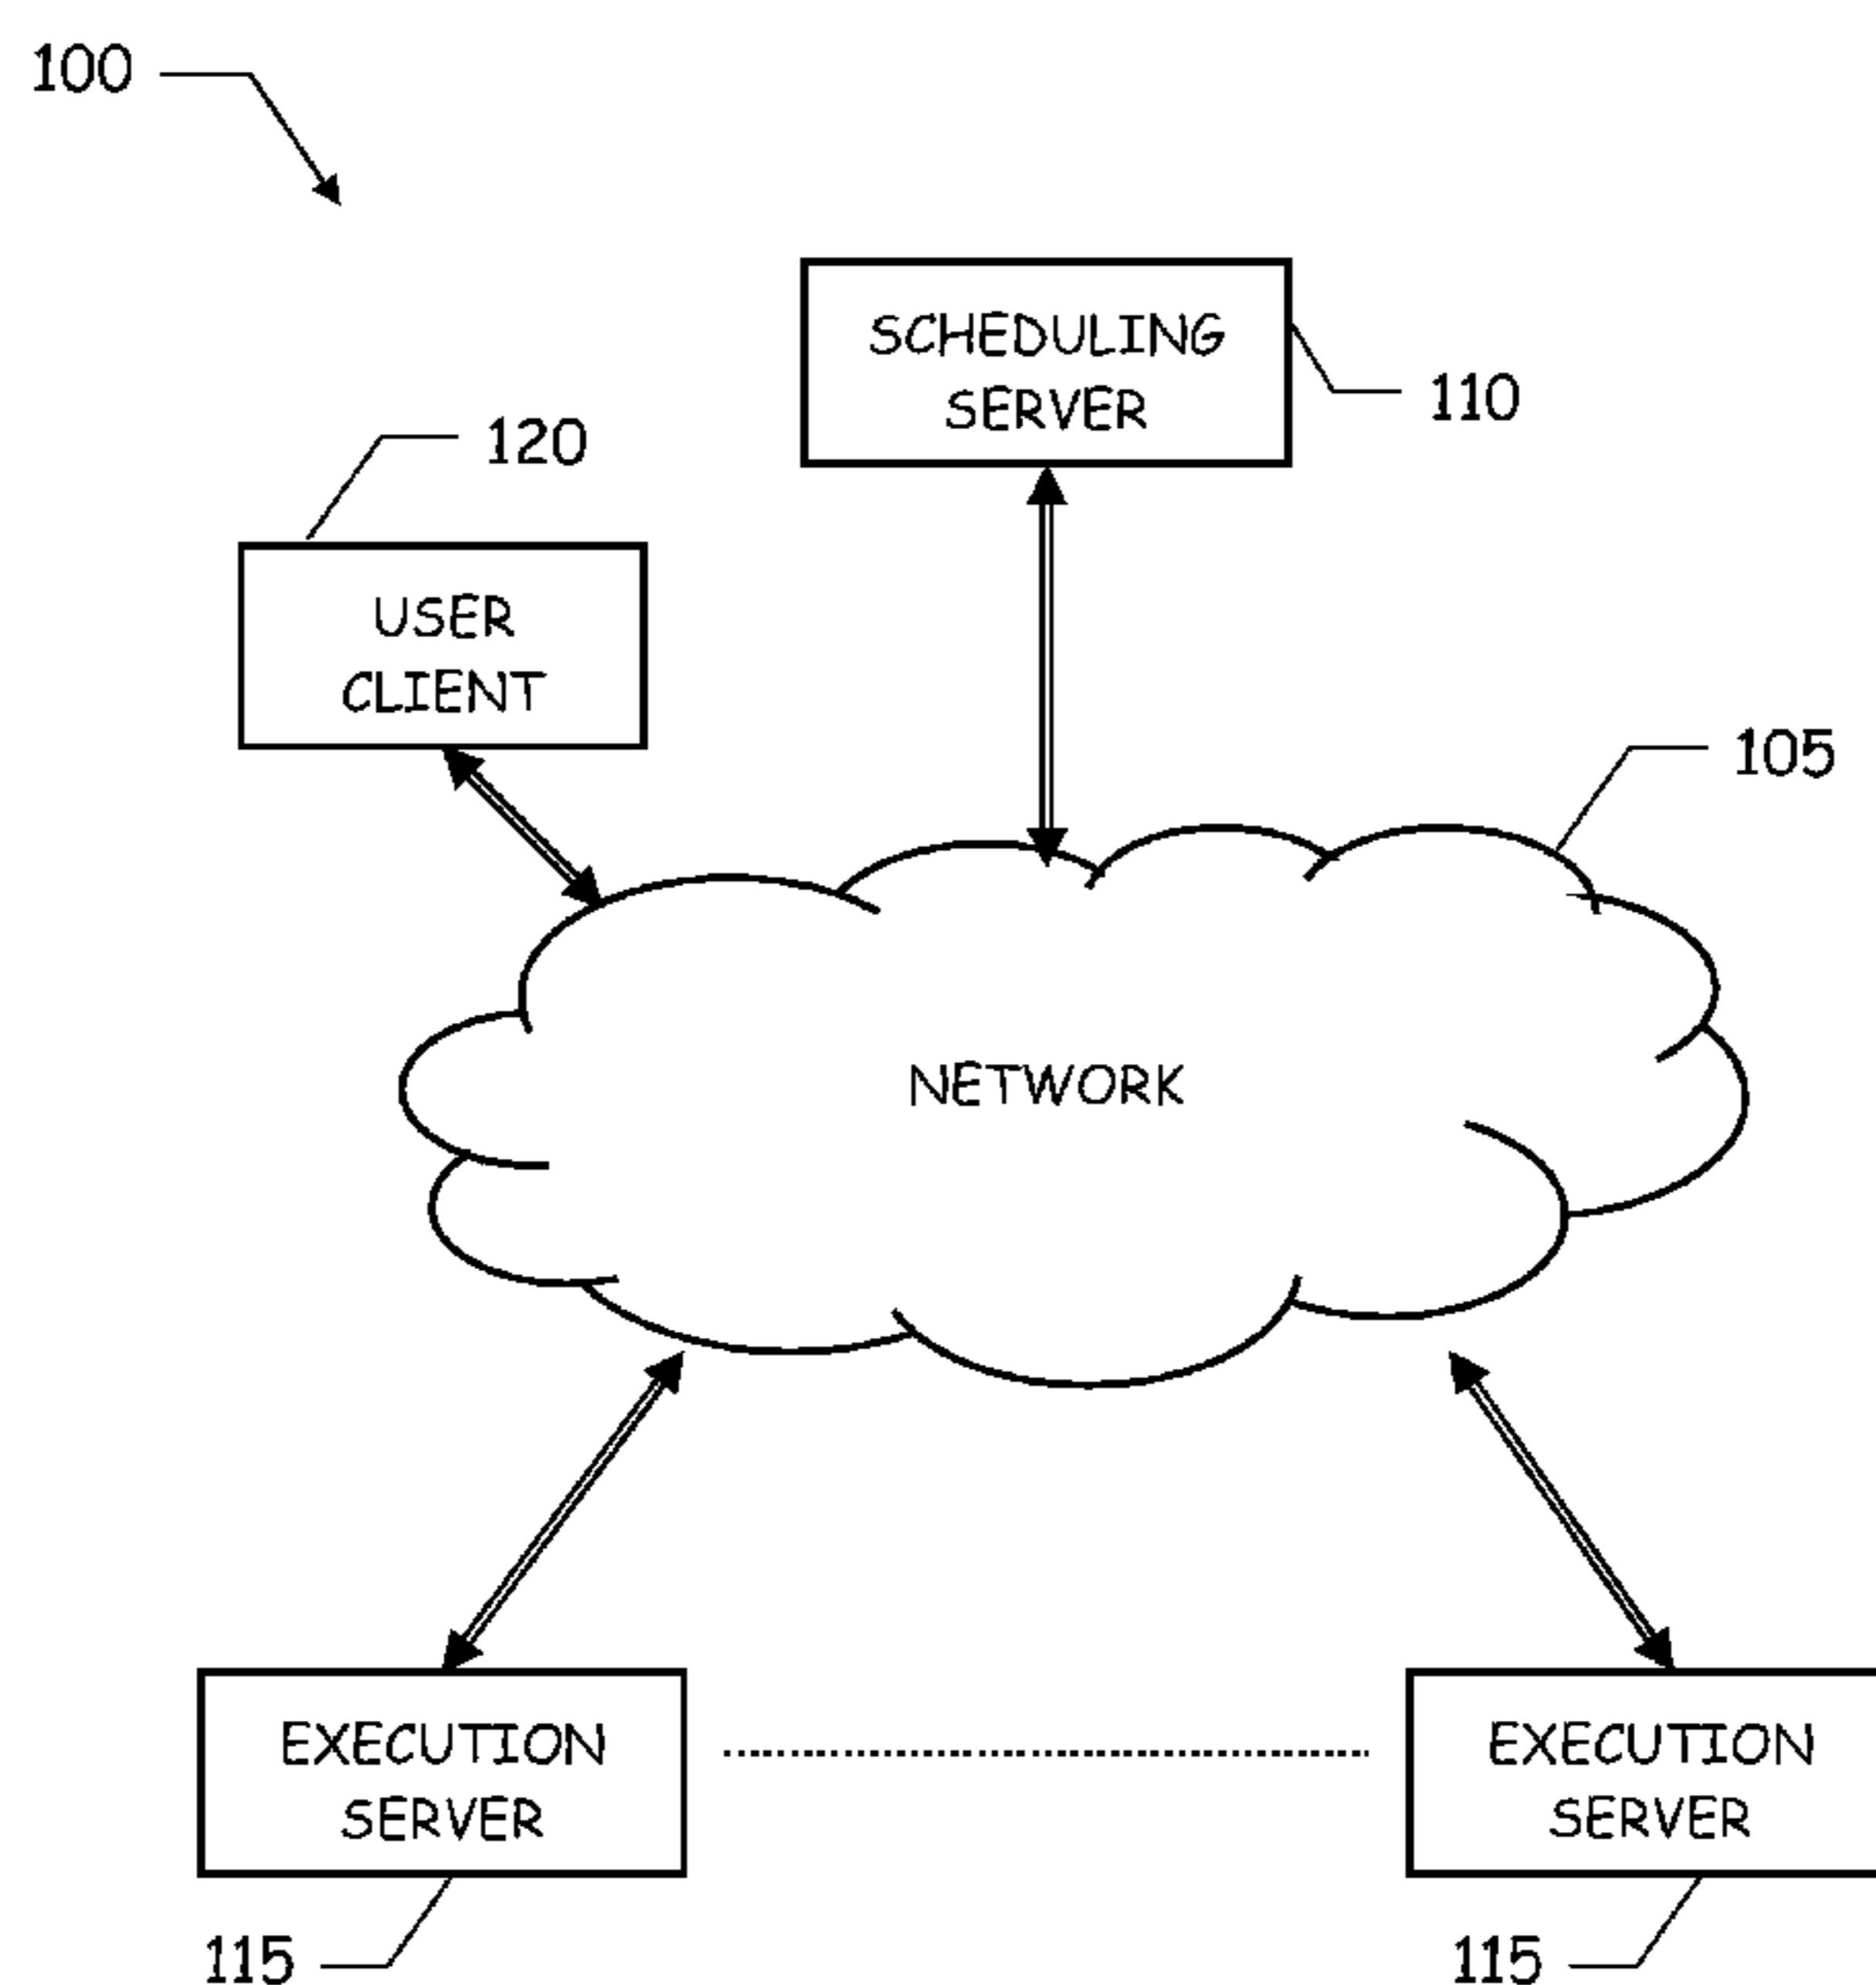 100
SCHEDULING
SERVER
110
120
USER
CLIENT
105
NETWORK
EXECUTION
SERVER
EXECUTION
SERVER
115
115